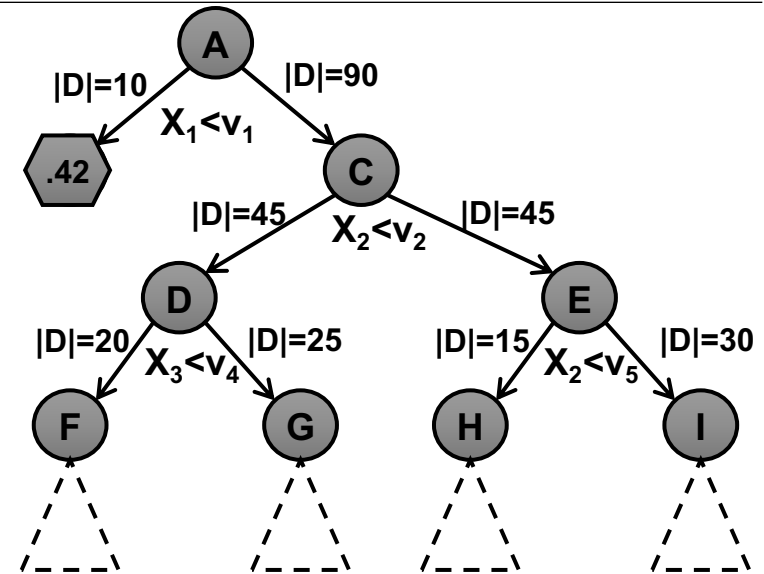 A
|D|=10
|D|=90
X₁<v₁
.42
C
|D|=45
|D|=45
X₂<v₂
D
E
|D|=20
|D|=25
|D|=15
|D|=30
X₃<v₄
X₂<v₅
F
G
H
I